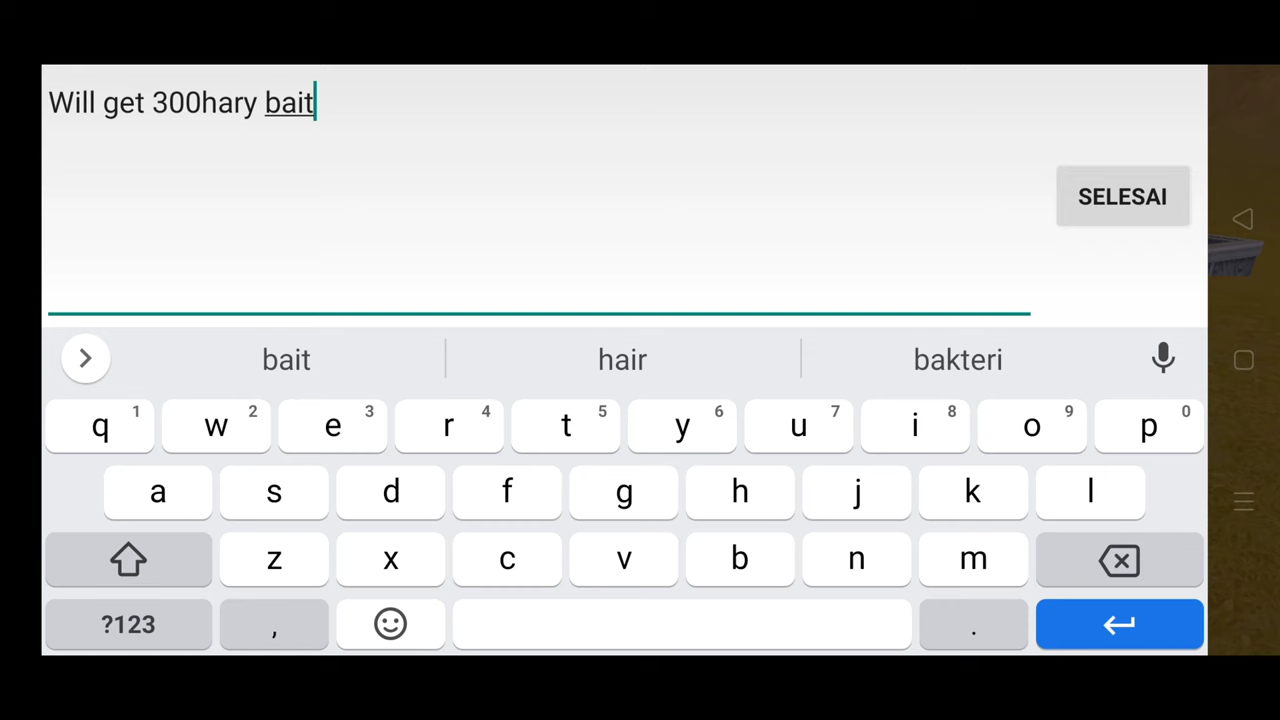 Will get 300hary bait
SELESAI
bait hair bakteri
q 1 w 2 e 3 r 4 t 5 y 6 u 7 i 8 o 9 p 0
a s d f g h j k l
z x c v b n m
?123 , .